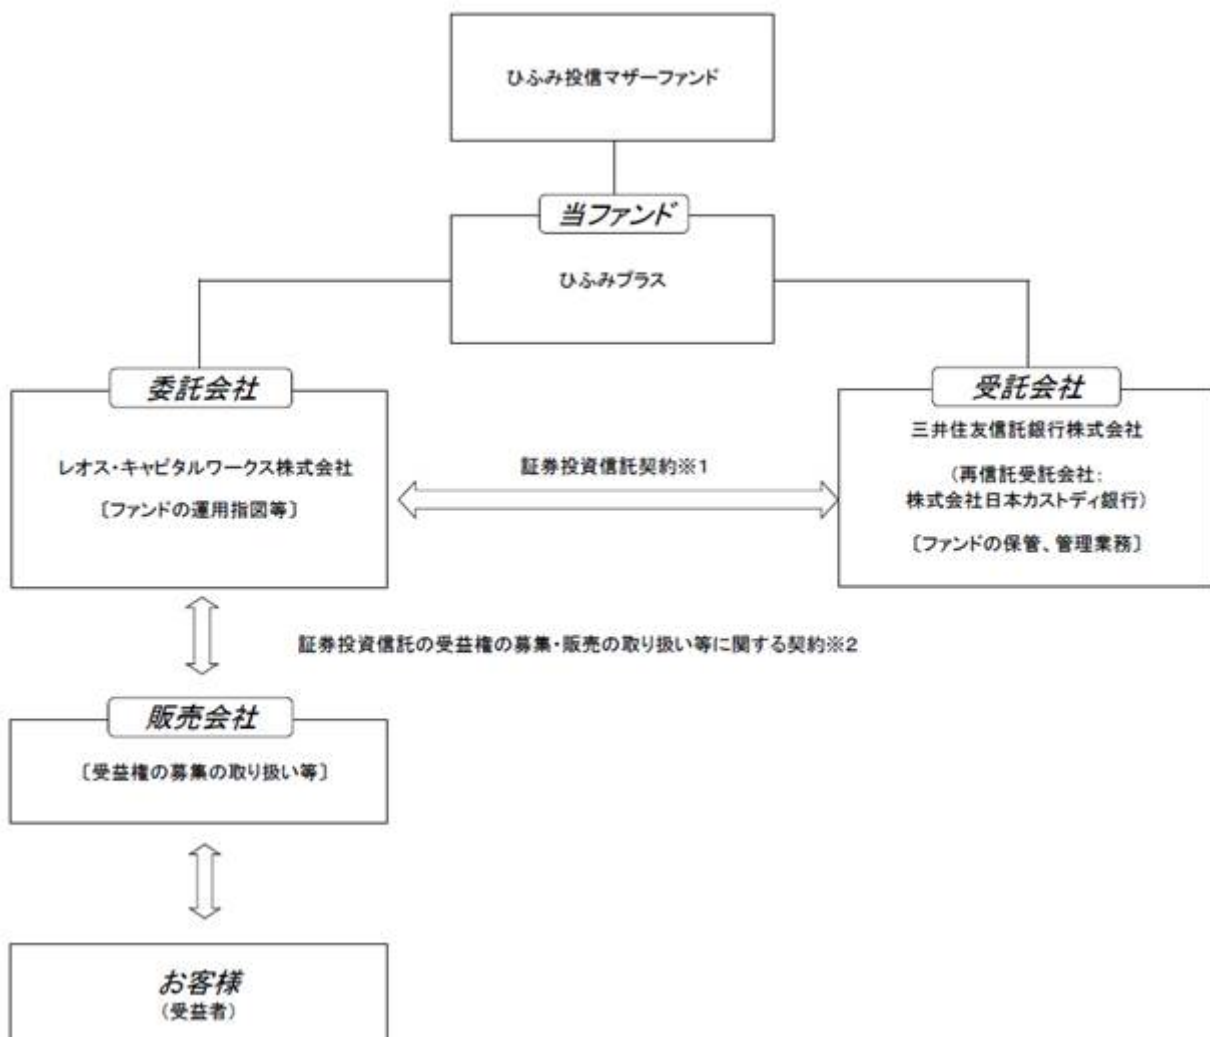 ひふみ投信マザーファンド
当ファンド
ひふみプラス
委託会社
レオス・キャピタルワークス株式会社
〔ファンドの運用指図等〕
証券投資信託契約※1
受託会社
三井住友信託銀行株式会社
(再信託受託会社:
株式会社日本カストディ銀行)
〔ファンドの保管、管理業務〕
証券投資信託の受益権の募集・販売の取り扱い等に関する契約※2
販売会社
〔受益権の募集の取り扱い等〕
お客様
(受益者)